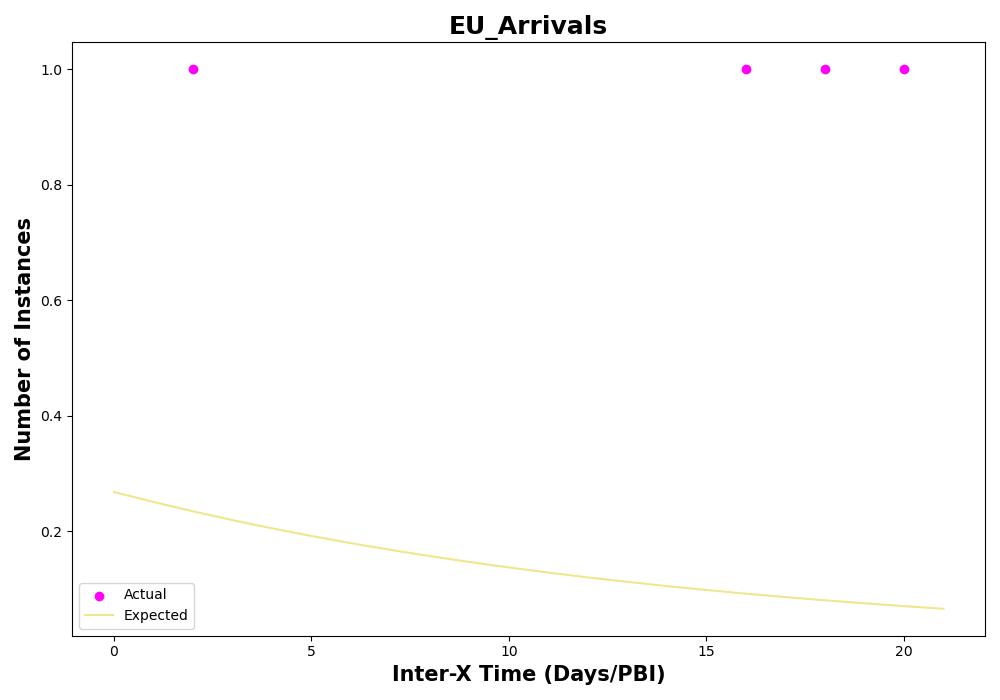 EU_Arrivals
Number of Instances
1.0
0.8
0.6
0.4
0.2
Actual
Expected
0 5 10 15 20
Inter-X Time (Days/PBI)